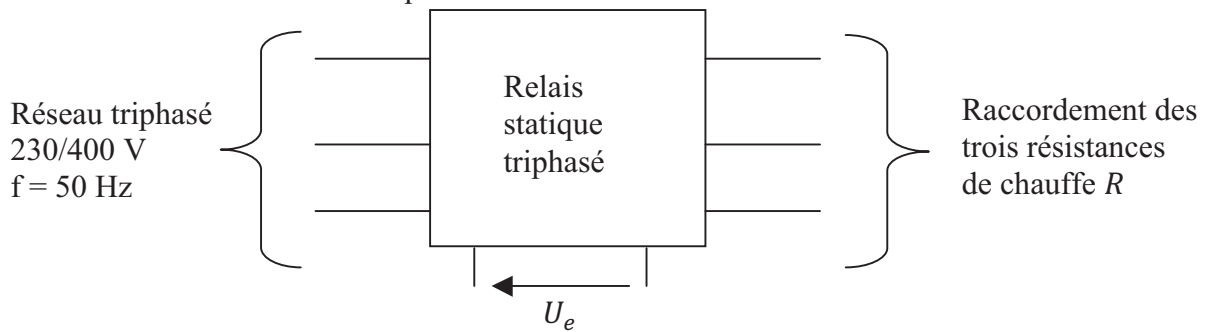 Réseau triphasé
230/400 V
f = 50 Hz
Relais
statique
triphasé
Raccordement des
trois résistances
de chauffe R
U_e